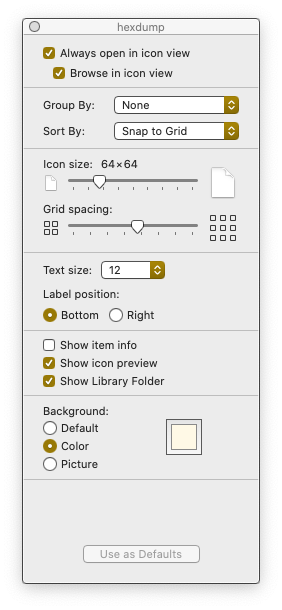 hexdump
Always open in icon view
Browse in icon view
Group By: None
Sort By: Snap to Grid
Icon size: 64×64
Grid spacing:
Text size: 12
Label position:
Bottom Right
Show item info
Show icon preview
Show Library Folder
Background:
Default
Color
Picture
Use as Defaults